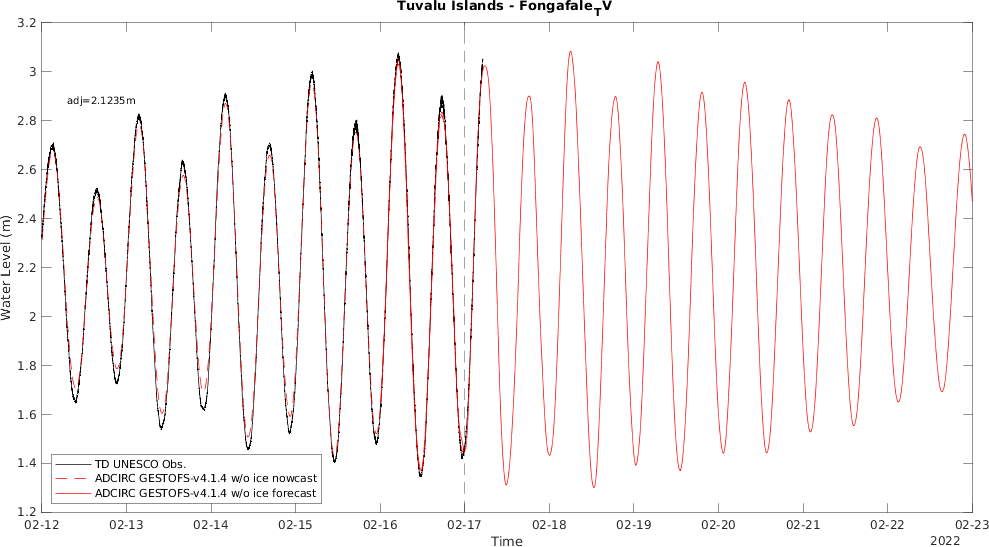 Tuvalu Islands - Fongafale_TV
3.2
3
2.8
2.6
2.4
2.2
2
1.8
1.6
1.4
1.2
Water Level (m)
adj=2.1235m
TD UNESCO Obs.
ADCIRC GESTOFS-v4.1.4 w/o ice nowcast
ADCIRC GESTOFS-v4.1.4 w/o ice forecast
02-12 02-13 02-14 02-15 02-16 02-17 02-18 02-19 02-20 02-21 02-22 02-23
Time
2022